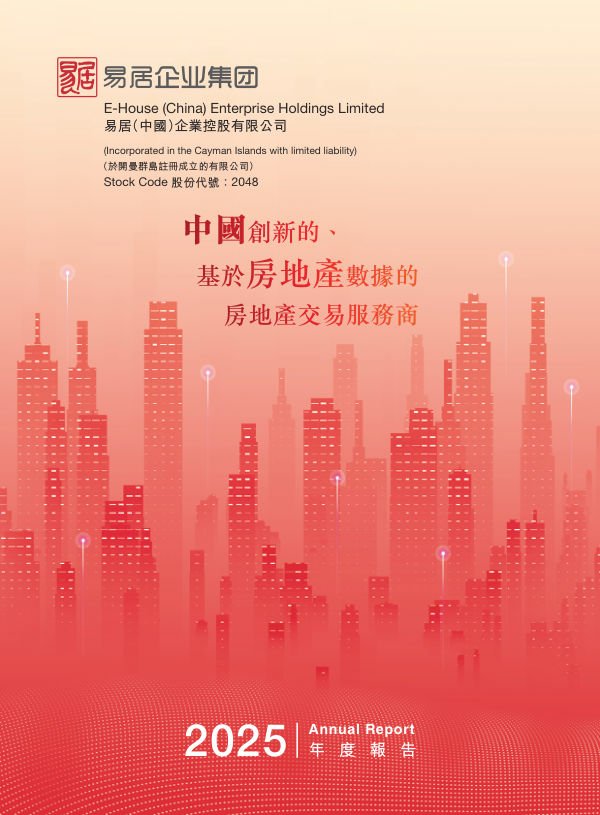 易居
易居企业集团
E-House (China) Enterprise Holdings Limited
易居(中國)企業控股有限公司
(Incorporated in the Cayman Islands with limited liability)
(於開曼群島註冊成立的有限公司)
Stock Code 股份代號：2048
中國創新的、
基於房地產數據的
房地產交易服務商
2025
Annual Report
年度報告